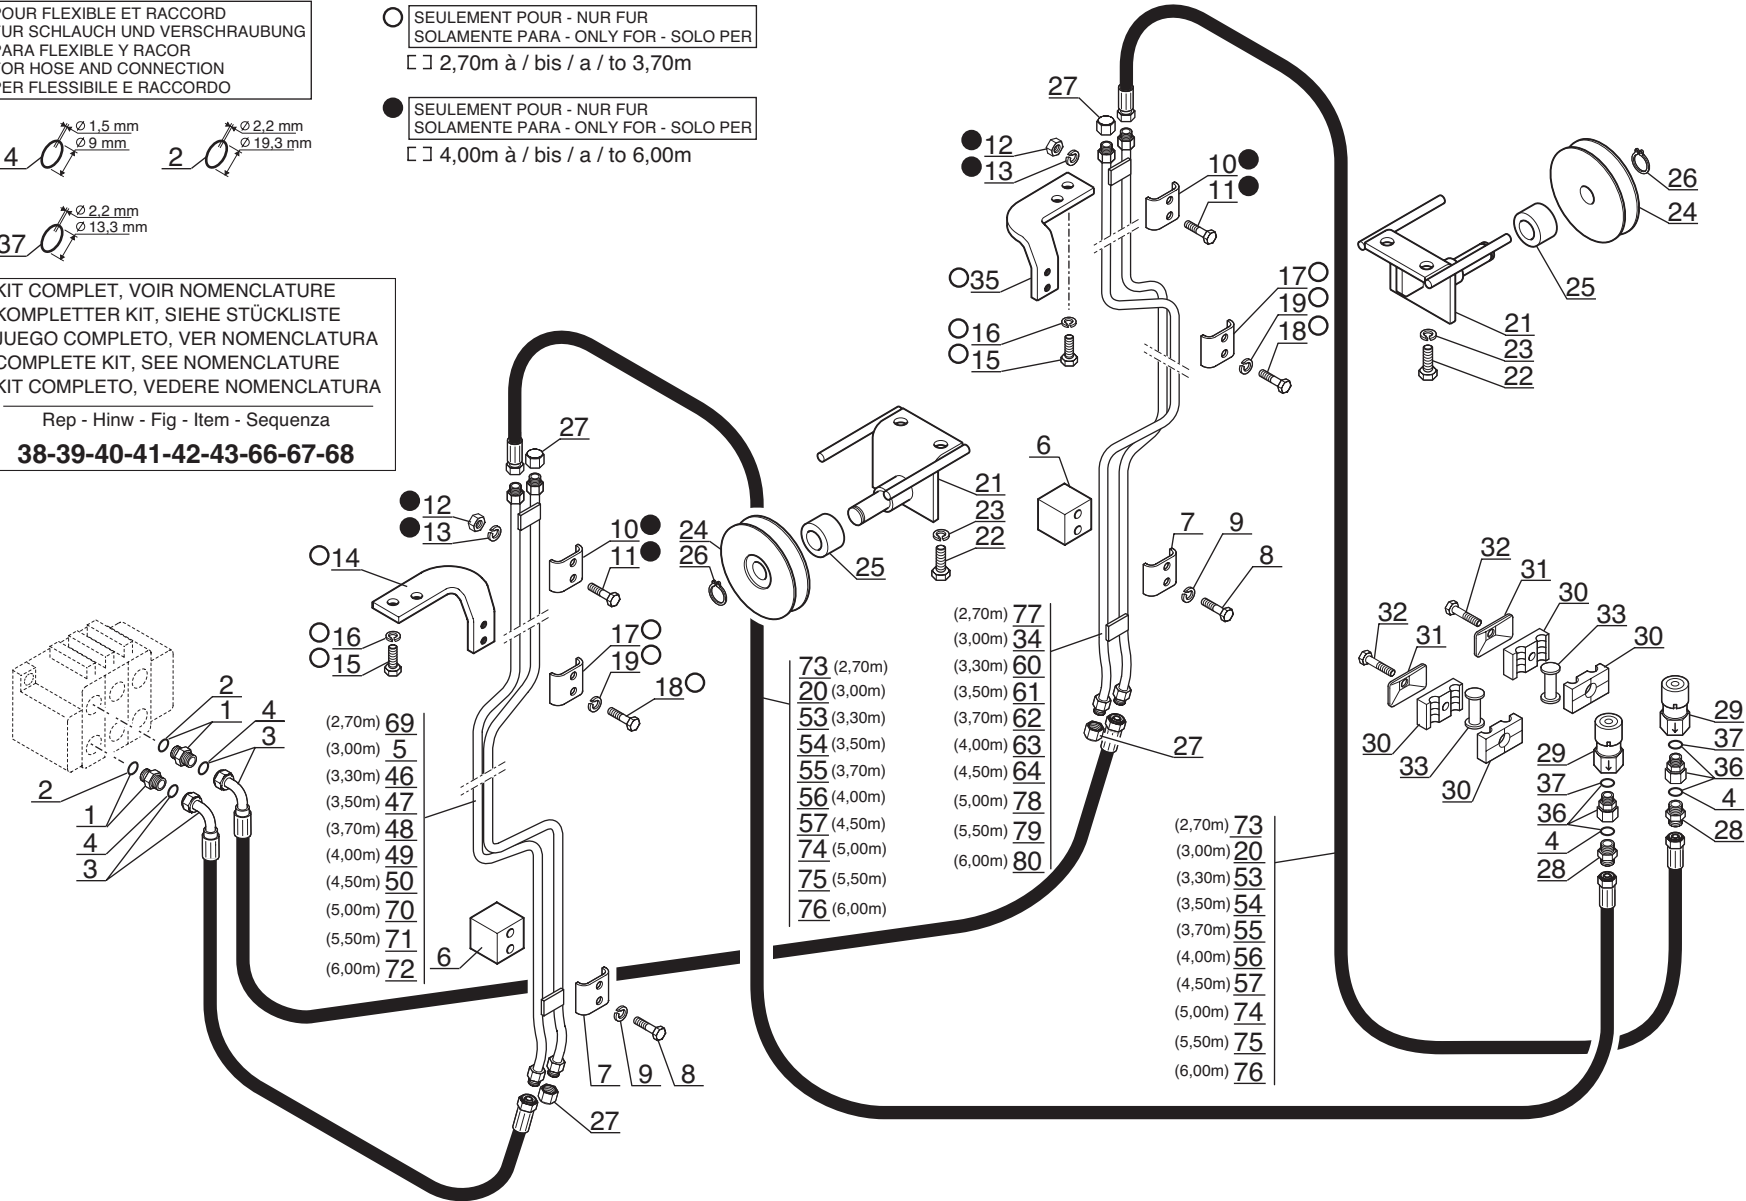 POUR FLEXIBLE ET RACCORD
FUR SCHLAUCH UND VERSCHRAUBUNG
PARA FLEXIBLE Y RACOR
FOR HOSE AND CONNECTION
PER FLESSIBILE E RACCORDO
SEULEMENT POUR - NUR FUR
SOLAMENTE PARA - ONLY FOR - SOLO PER
2,70m à / bis / a / to 3,70m
SEULEMENT POUR - NUR FUR
SOLAMENTE PARA - ONLY FOR - SOLO PER
4,00m à / bis / a / to 6,00m
4
Ø 1,5 mm
Ø 9 mm
2
Ø 2,2 mm
Ø 19,3 mm
37
Ø 2,2 mm
Ø 13,3 mm
KIT COMPLET, VOIR NOMENCLATURE
KOMPLETTER KIT, SIEHE STÜCKLISTE
JUEGO COMPLETO, VER NOMENCLATURA
COMPLETE KIT, SEE NOMENCLATURE
KIT COMPLETO, VEDERE NOMENCLATURA
Rep - Hinw - Fig - Item - Sequenza
38-39-40-41-42-43-66-67-68
27
12
13
10
11
35
16
15
17
19
18
26
24
25
21
23
22
27
12
13
10
11
14
16
15
17
19
18
24
26
25
21
23
22
6
7
9
8
2
1
4
3
2
1
4
3
(2,70m) 69
(3,00m) 5
(3,30m) 46
(3,50m) 47
(3,70m) 48
(4,00m) 49
(4,50m) 50
(5,00m) 70
(5,50m) 71
(6,00m) 72
6
7
9
8
27
73 (2,70m)
20 (3,00m)
53 (3,30m)
54 (3,50m)
55 (3,70m)
56 (4,00m)
57 (4,50m)
74 (5,00m)
75 (5,50m)
76 (6,00m)
(2,70m) 77
(3,00m) 34
(3,30m) 60
(3,50m) 61
(3,70m) 62
(4,00m) 63
(4,50m) 64
(5,00m) 78
(5,50m) 79
(6,00m) 80
27
(2,70m) 73
(3,00m) 20
(3,30m) 53
(3,50m) 54
(3,70m) 55
(4,00m) 56
(4,50m) 57
(5,00m) 74
(5,50m) 75
(6,00m) 76
32
31
30
33
30
32
31
30
33
30
29
37
36
4
28
29
37
36
4
28